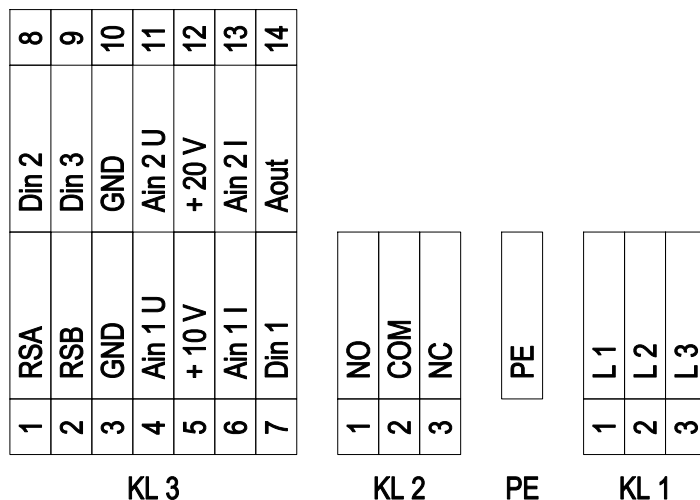 8 9 10 11 12 13 14
Din 2 Din 3 GND Ain 2 U + 20 V Ain 2 I Aout
RSA RSB GND Ain 1 U + 10 V Ain 1 I Din 1
1 2 3 4 5 6 7
KL 3
NO COM NC
1 2 3
KL 2
PE
PE
L 1 L 2 L 3
1 2 3
KL 1